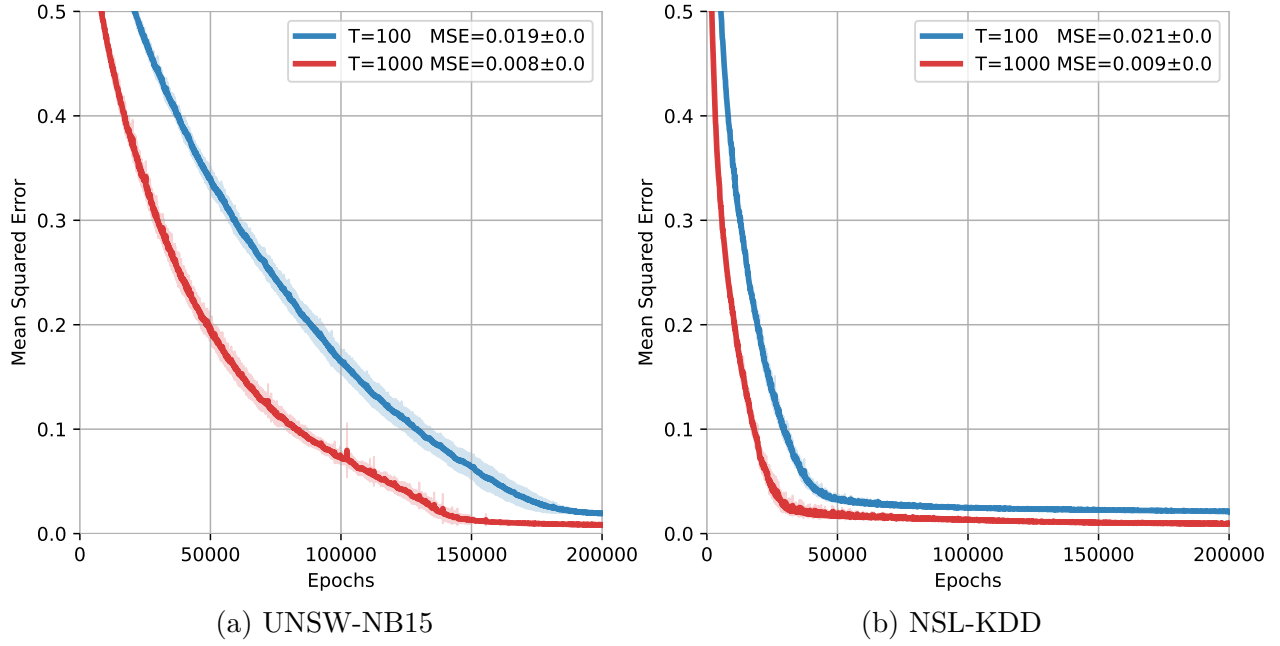 0.5
0.4
0.3
0.2
0.1
0.0
Mean Squared Error
0 50000 100000 150000 200000
Epochs
T=100 MSE=0.019±0.0
T=1000 MSE=0.008±0.0
(a) UNSW-NB15
0.5
0.4
0.3
0.2
0.1
0.0
Mean Squared Error
0 50000 100000 150000 200000
Epochs
T=100 MSE=0.021±0.0
T=1000 MSE=0.009±0.0
(b) NSL-KDD